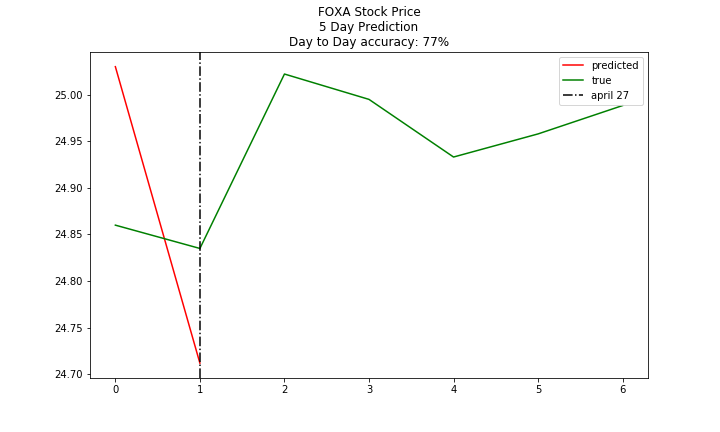 FOXA Stock Price
5 Day Prediction
Day to Day accuracy: 77%
predicted
true
april 27
25.00
24.95
24.90
24.85
24.80
24.75
24.70
0 1 2 3 4 5 6